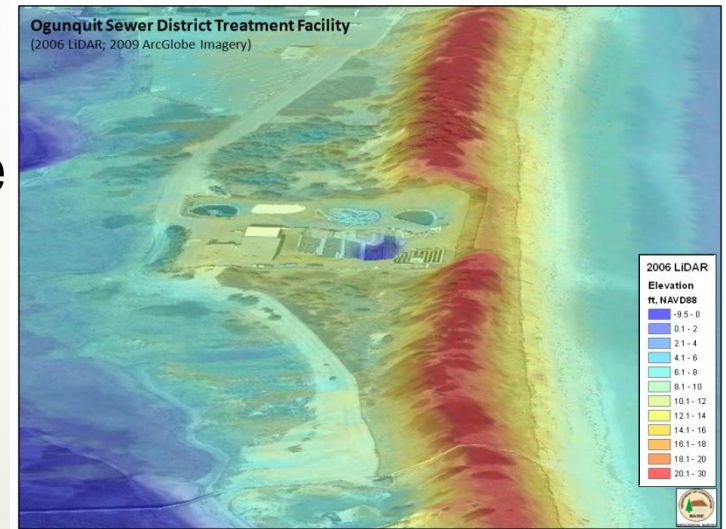 Ogunquit Sewer District Treatment Facility
(2006 LiDAR; 2009 ArcGlobe Imagery)
e
2006 LiDAR
Elevation
ft, NAVD88
-9.5 - 0
0.1 - 2
2.1 - 4
4.1 - 6
6.1 - 8
8.1 - 10
10.1 - 12
12.1 - 14
14.1 - 16
16.1 - 18
18.1 - 20
20.1 - 30
MAINE